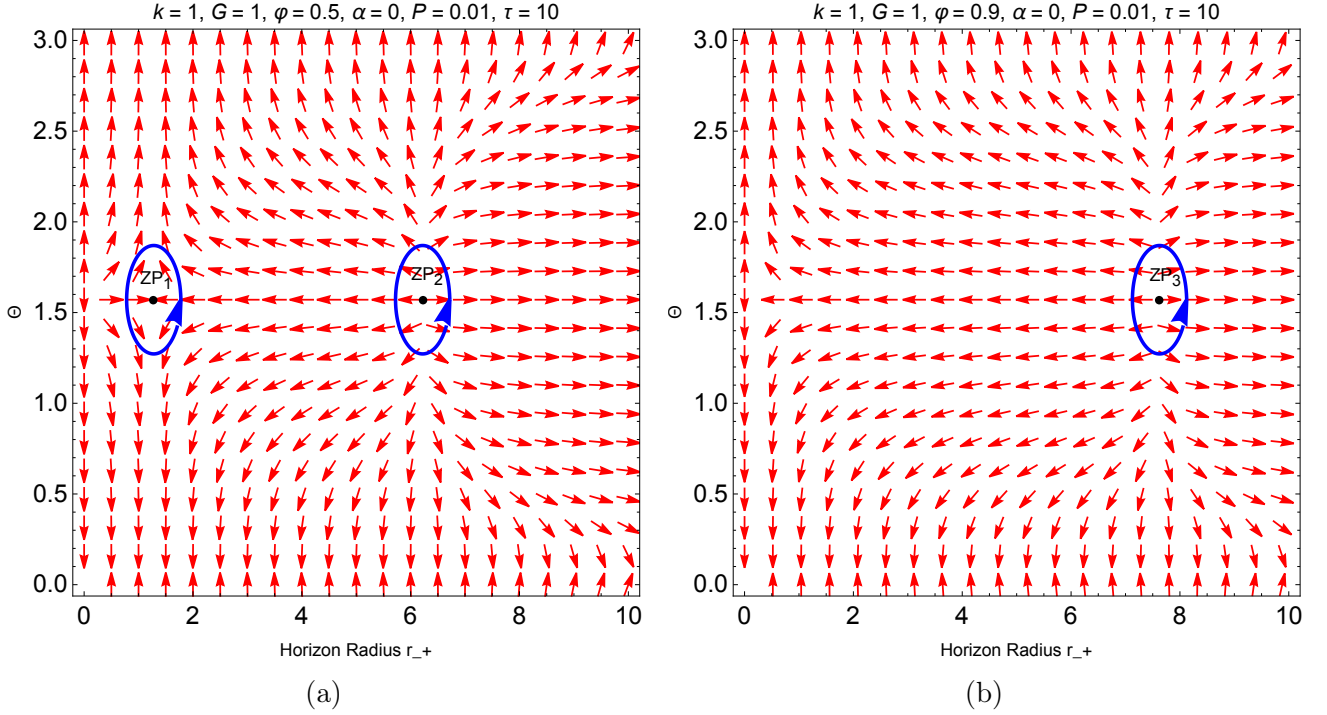 k = 1, G = 1, φ = 0.5, α = 0, P = 0.01, τ = 10
3.0
2.5
2.0
1.5
1.0
0.5
0.0
Θ
ZP1
ZP2
0 2 4 6 8 10
Horizon Radius r_+
(a)
k = 1, G = 1, φ = 0.9, α = 0, P = 0.01, τ = 10
3.0
2.5
2.0
1.5
1.0
0.5
0.0
Θ
ZP3
0 2 4 6 8 10
Horizon Radius r_+
(b)